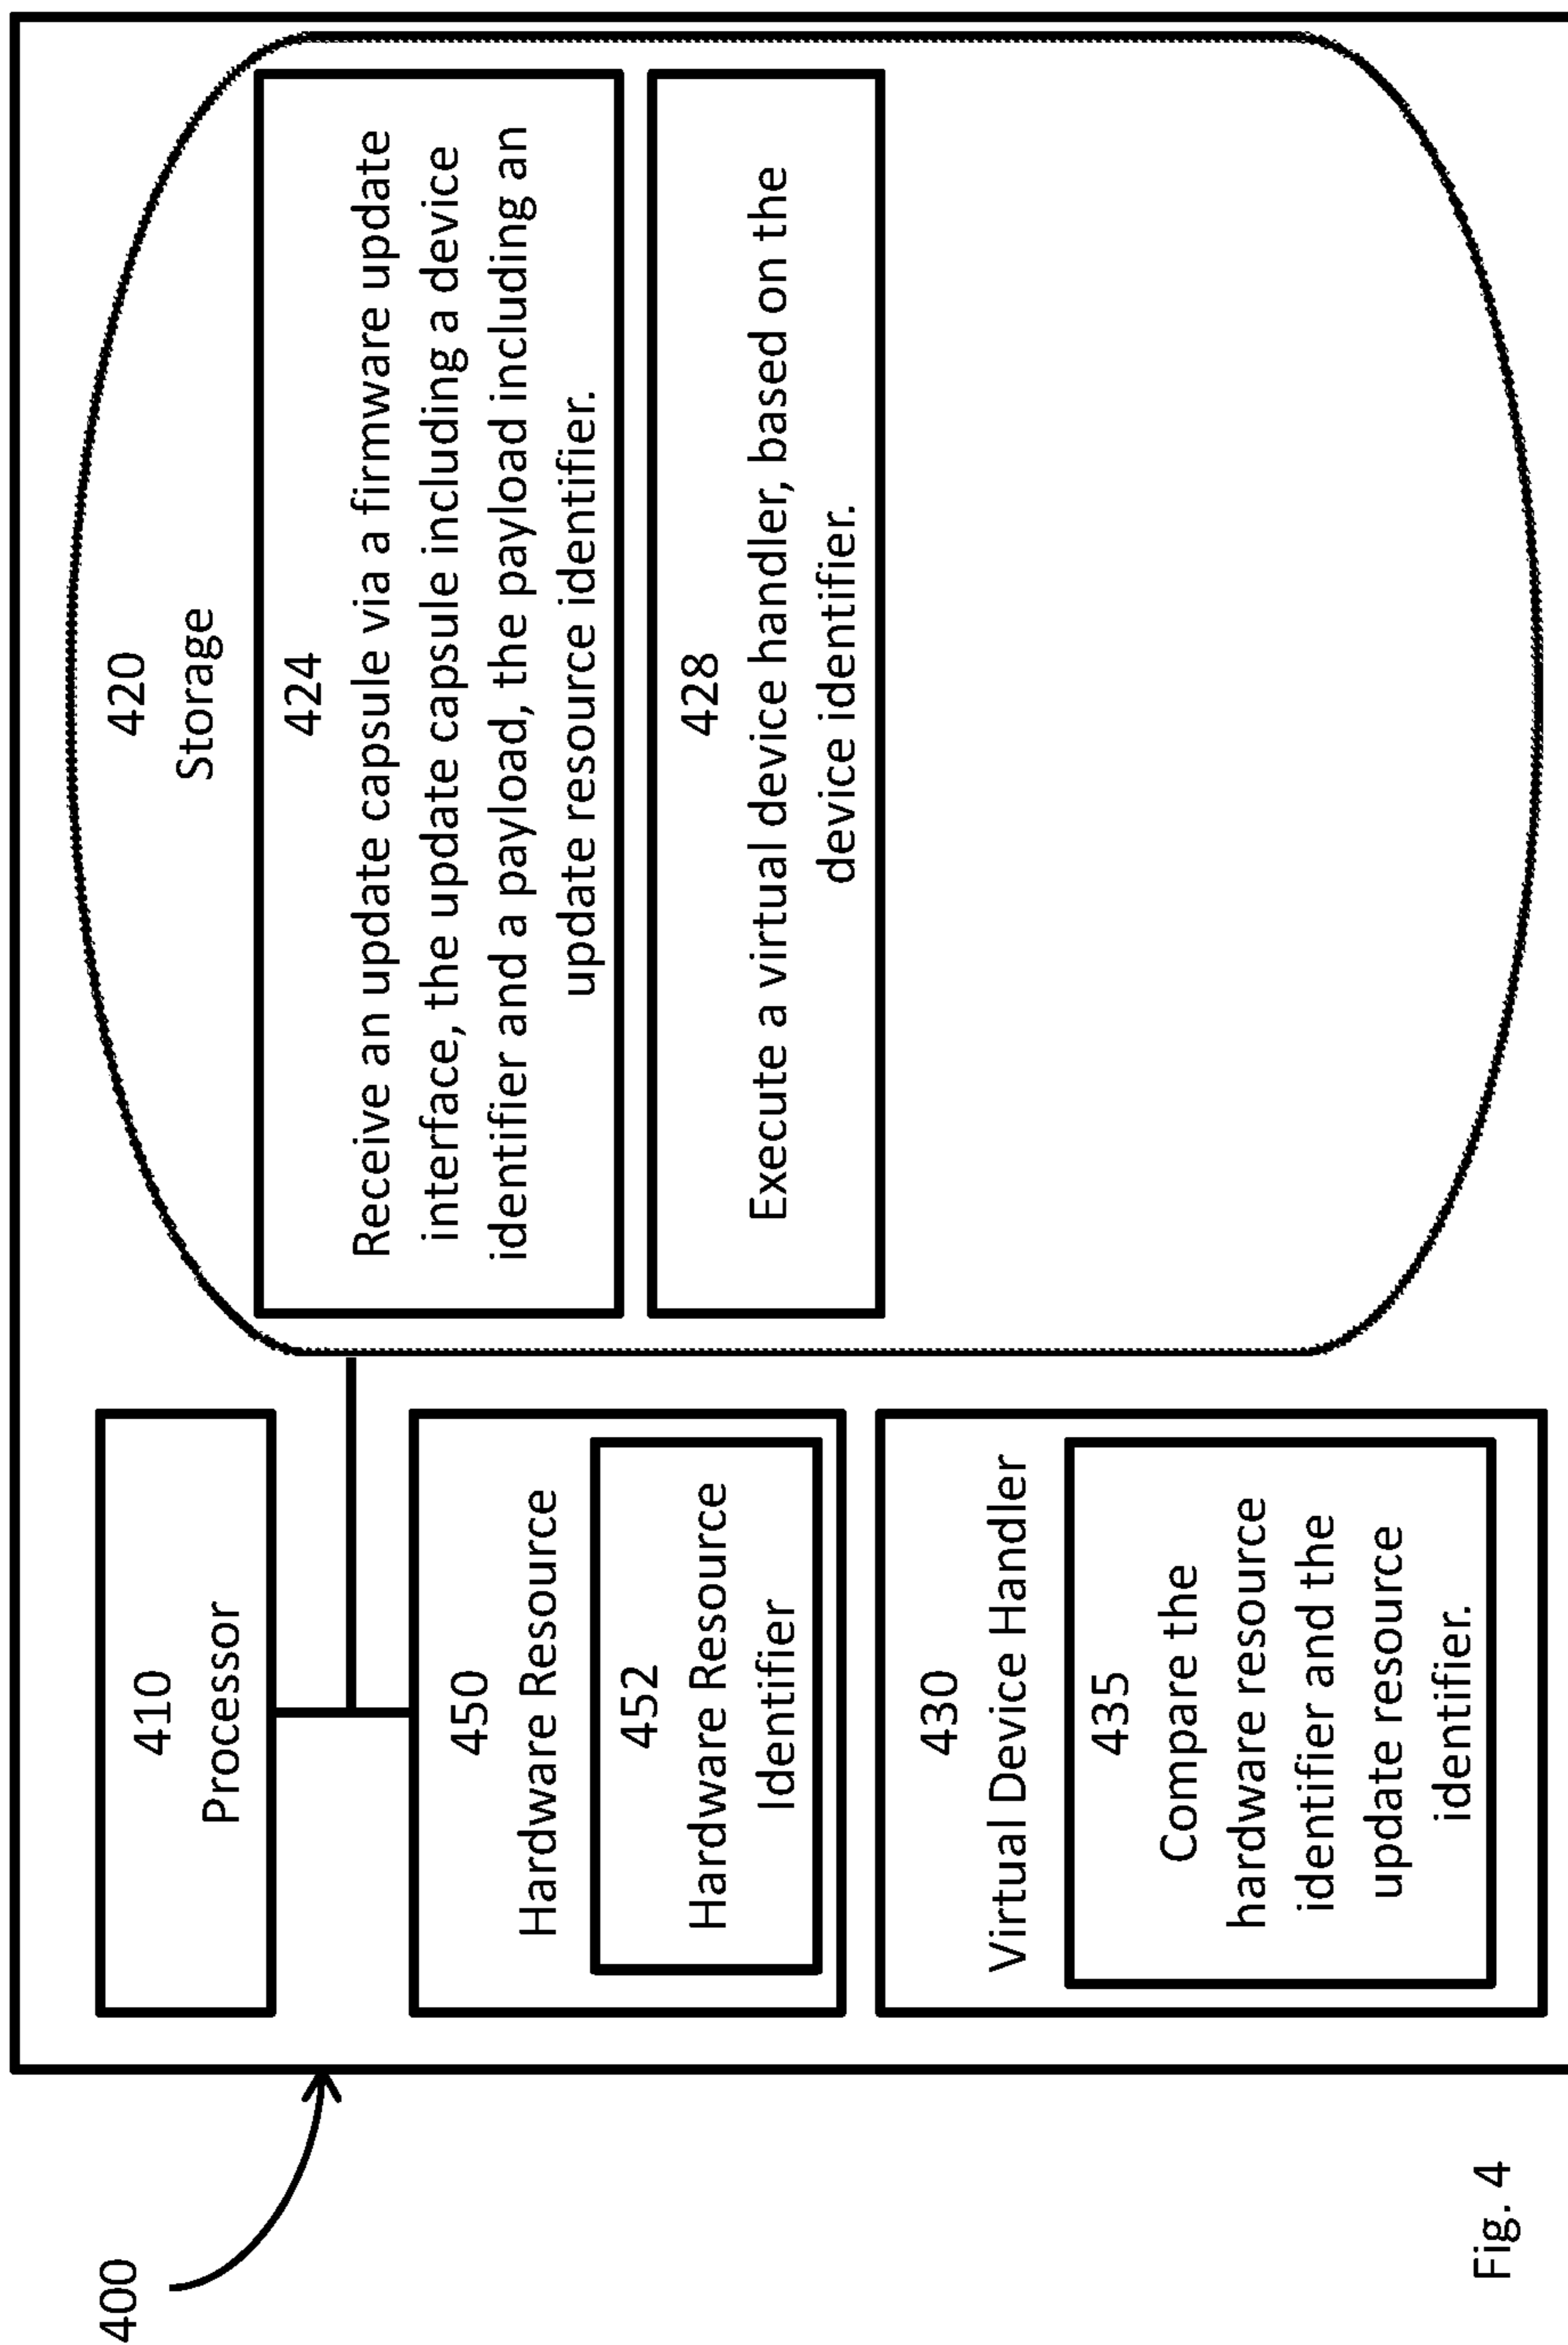 400
410
Processor
450
Hardware Resource
452
Hardware Resource
Identifier
430
Virtual Device Handler
435
Compare the
hardware resource
identifier and the
update resource
identifier.
420
Storage
424
Receive an update capsule via a firmware update
interface, the update capsule including a device
identifier and a payload, the payload including an
update resource identifier.
428
Execute a virtual device handler, based on the
device identifier.
Fig. 4